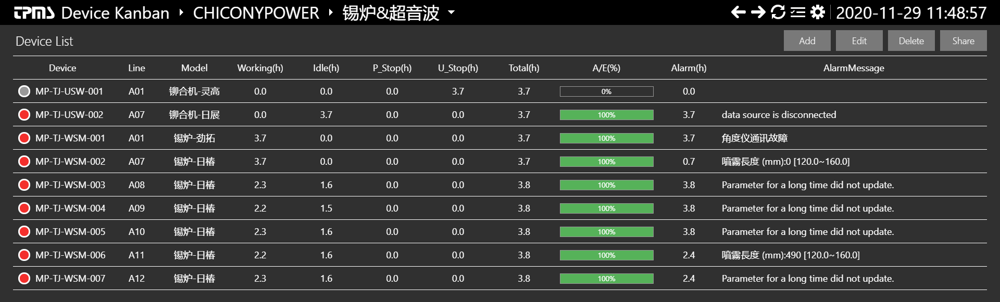 TPMS Device Kanban CHICONYPOWER 锡炉&超音波 2020-11-29 11:48:57
Device List Add Edit Delete Share
Device Line Model Working(h) Idle(h) P_Stop(h) U_Stop(h) Total(h) A/E(%) Alarm(h) AlarmMessage
MP-TJ-USW-001 A01 铆合机-灵高 0.0 0.0 0.0 3.7 3.7 0% 0.0
MP-TJ-USW-002 A07 铆合机-日展 0.0 3.7 0.0 0.0 3.7 100% 3.7 data source is disconnected
MP-TJ-WSM-001 A01 锡炉-劲拓 3.7 0.0 0.0 0.0 3.7 100% 3.7 角度仪通讯故障
MP-TJ-WSM-002 A07 锡炉-日椿 3.7 0.0 0.0 0.0 3.7 100% 0.7 噴霧長度 (mm):0 [120.0~160.0]
MP-TJ-WSM-003 A08 锡炉-日椿 2.3 1.6 0.0 0.0 3.8 100% 3.8 Parameter for a long time did not update.
MP-TJ-WSM-004 A09 锡炉-日椿 2.2 1.5 0.0 0.0 3.8 100% 3.8 Parameter for a long time did not update.
MP-TJ-WSM-005 A10 锡炉-日椿 2.3 1.6 0.0 0.0 3.8 100% 3.8 Parameter for a long time did not update.
MP-TJ-WSM-006 A11 锡炉-日椿 2.2 1.6 0.0 0.0 3.8 100% 2.4 噴霧長度 (mm):490 [120.0~160.0]
MP-TJ-WSM-007 A12 锡炉-日椿 2.3 1.6 0.0 0.0 3.8 100% 2.4 Parameter for a long time did not update.